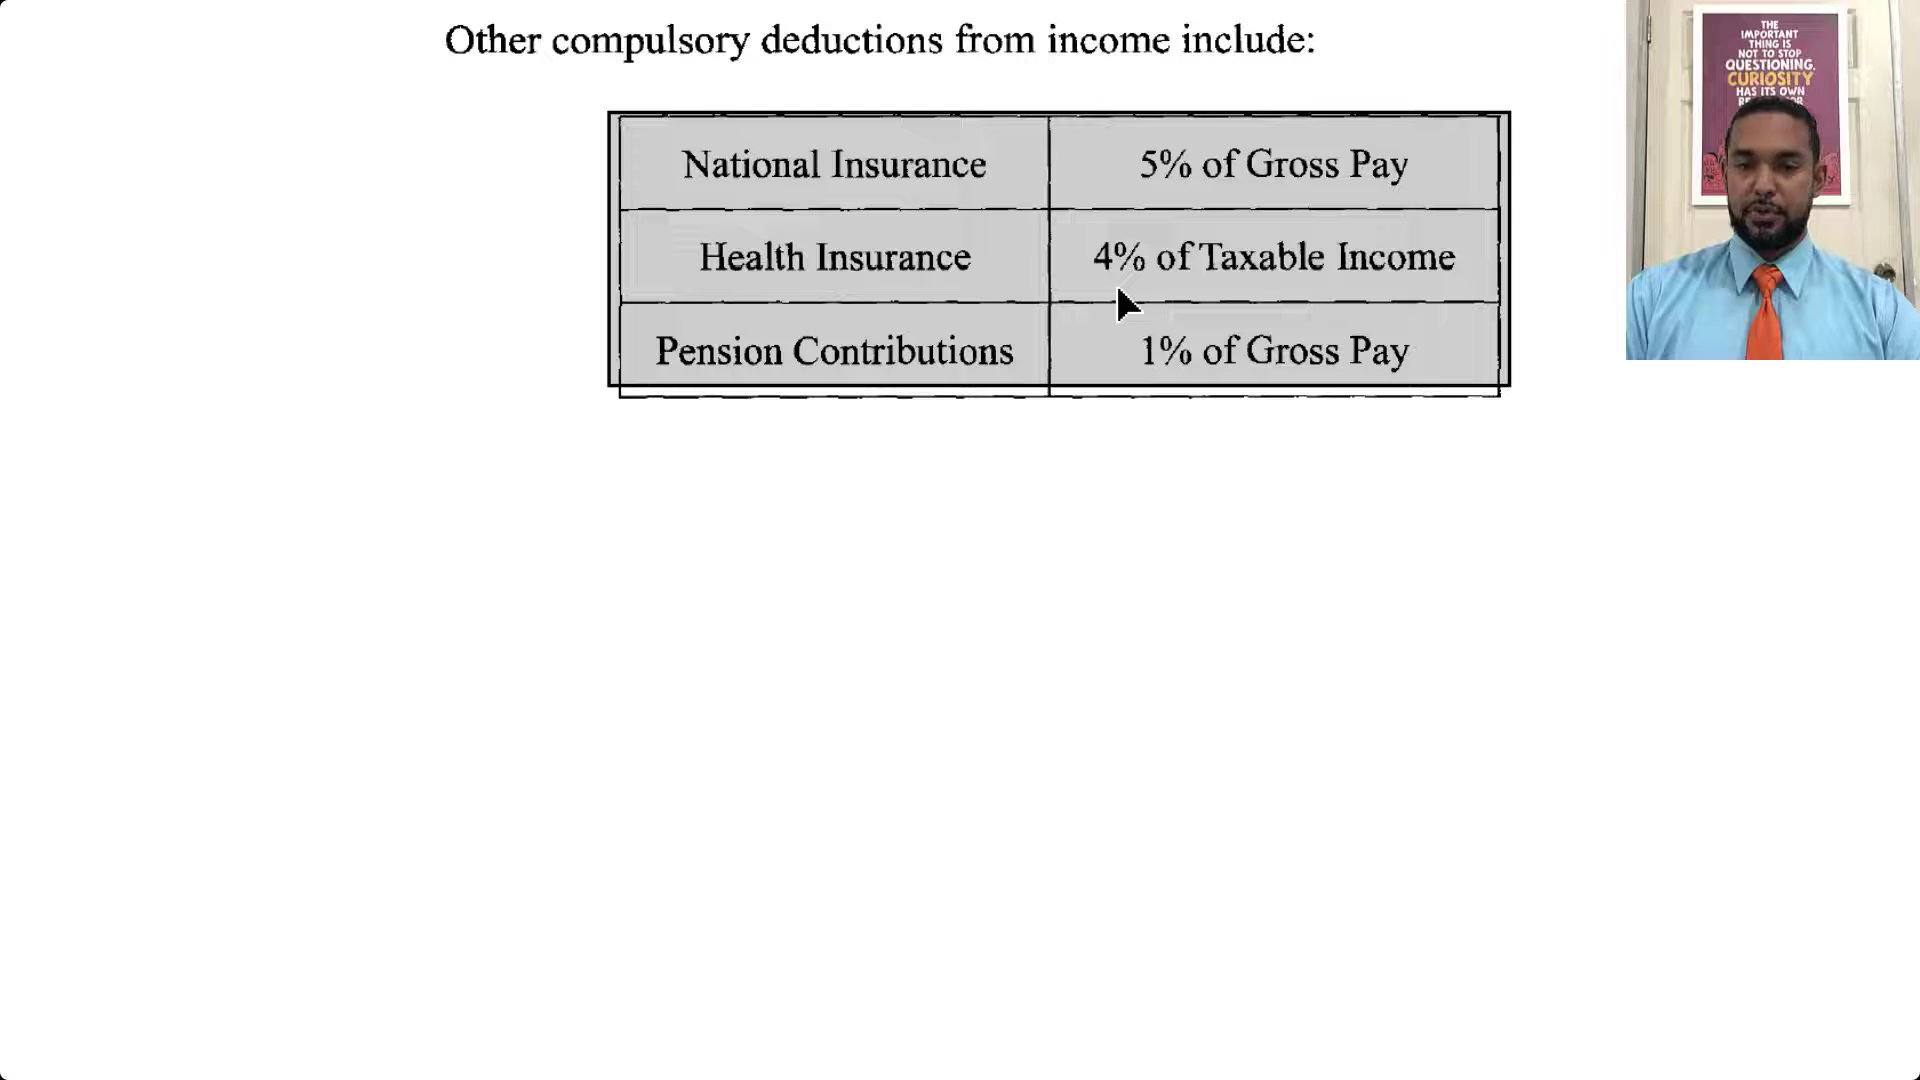 Other compulsory deductions from income include:
National Insurance 5% of Gross Pay
Health Insurance 4% of Taxable Income
Pension Contributions 1% of Gross Pay
THE
IMPORTANT
THING IS
NOT TO STOP
QUESTIONING.
CURIOSITY
HAS ITS OWN